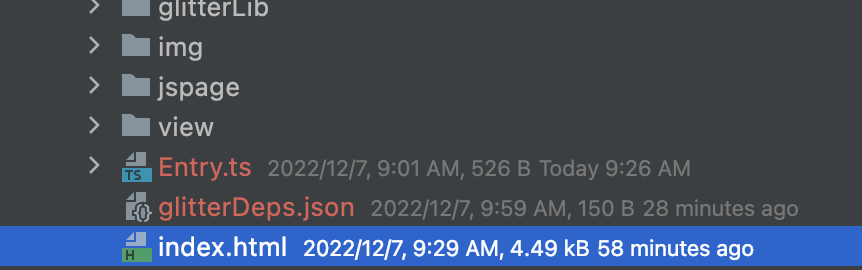 glitterLib
img
jspage
view
TS Entry.ts 2022/12/7, 9:01 AM, 526 B Today 9:26 AM
{} glitterDeps.json 2022/12/7, 9:59 AM, 150 B 28 minutes ago
H index.html 2022/12/7, 9:29 AM, 4.49 kB 58 minutes ago